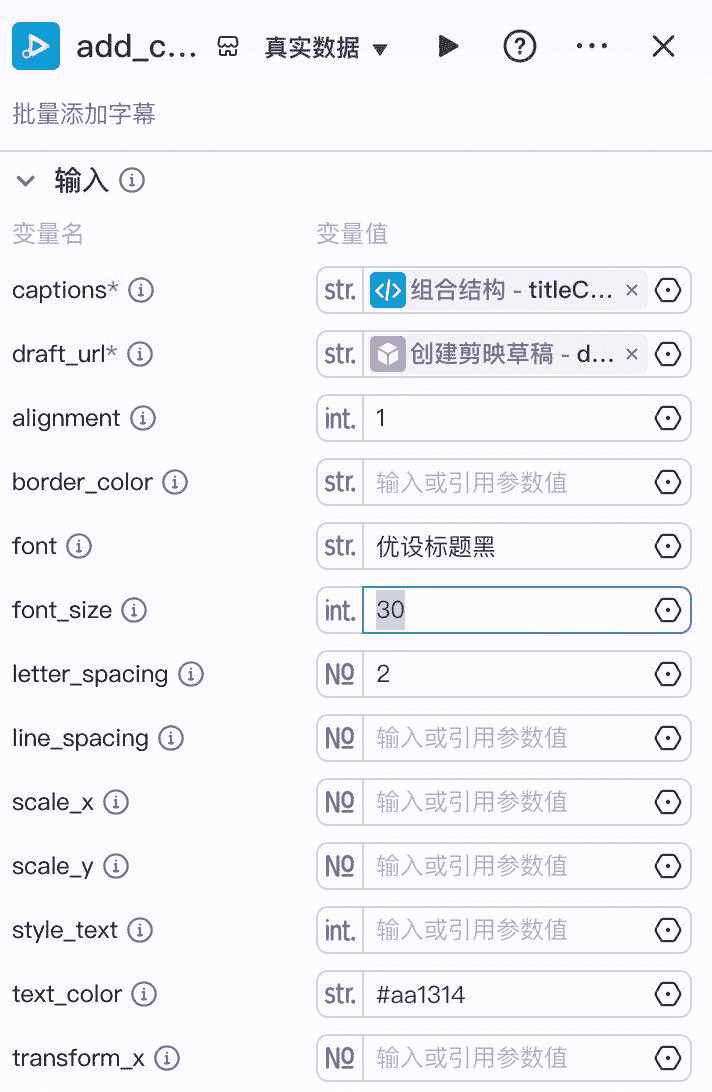 add_c... 真实数据
批量添加字幕
输入
变量名 变量值
captions* str. 组合结构 - titleC...
draft_url* str. 创建剪映草稿 - d...
alignment int. 1
border_color str. 输入或引用参数值
font str. 优设标题黑
font_size int. 30
letter_spacing NO 2
line_spacing NO 输入或引用参数值
scale_x NO 输入或引用参数值
scale_y NO 输入或引用参数值
style_text int. 输入或引用参数值
text_color str. #aa1314
transform_x NO 输入或引用参数值